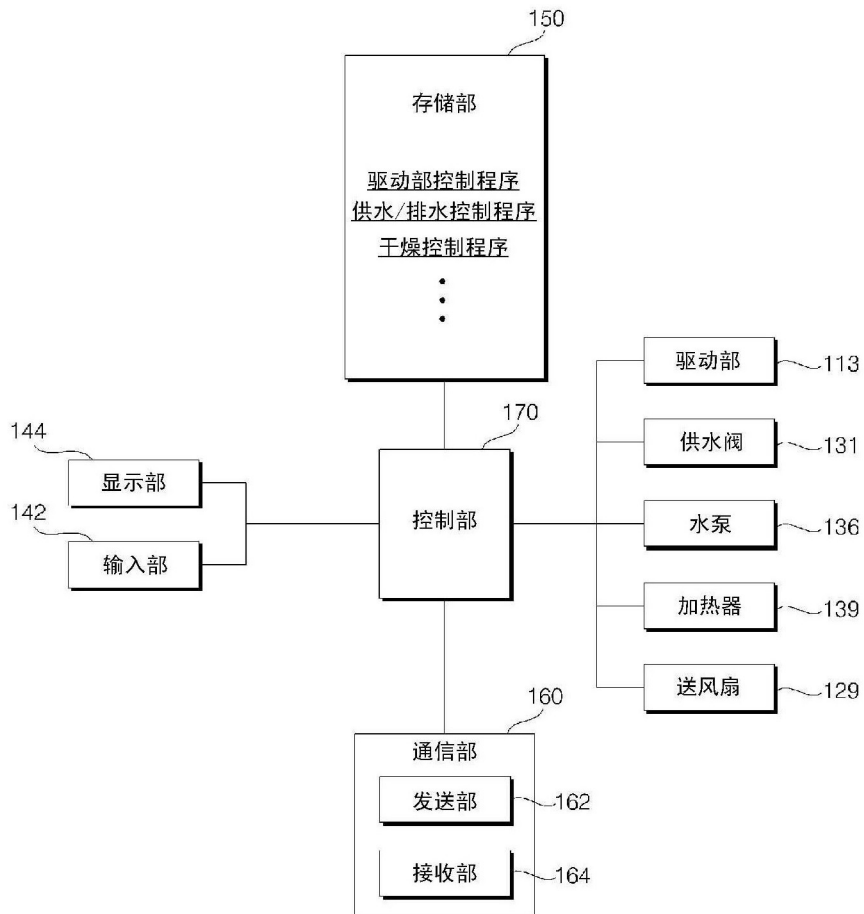 150
存储部
驱动部控制程序
供水/排水控制程序
干燥控制程序
驱动部
113
170
144
显示部
供水阀
131
控制部
142
输入部
水泵
136
加热器
139
送风扇
129
160
通信部
发送部
162
接收部
164